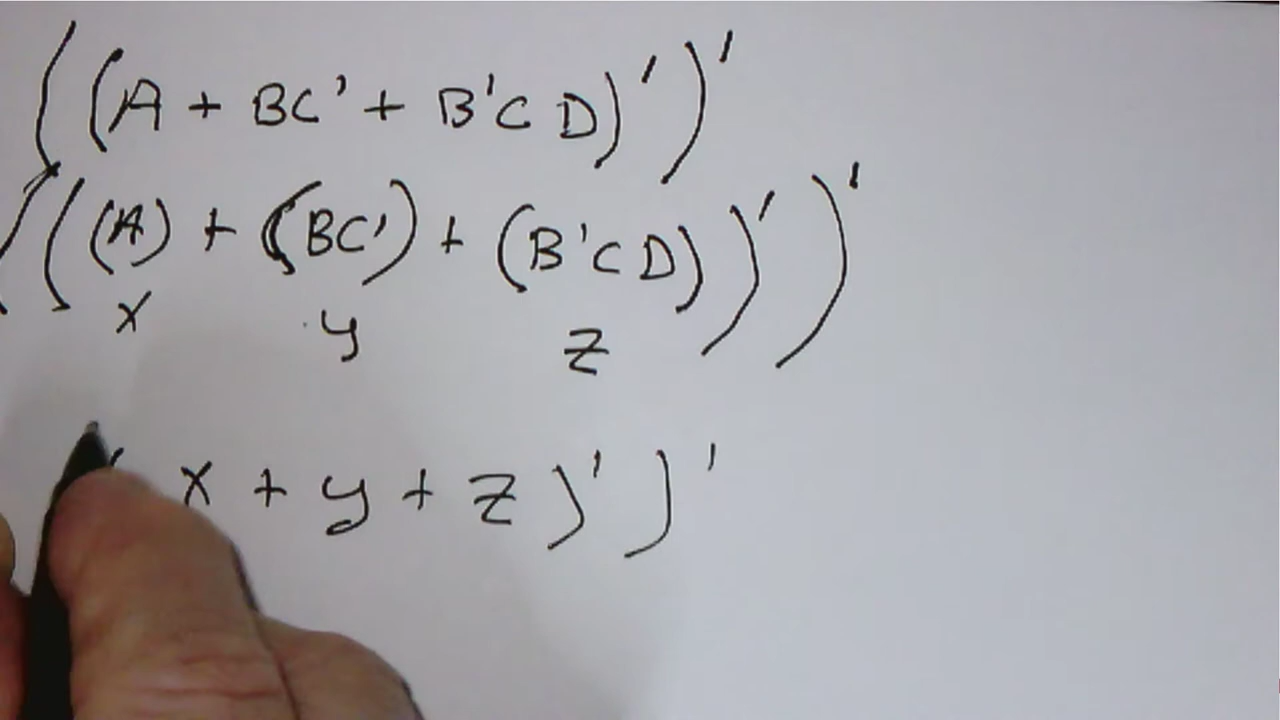 ((A + BC' + B'CD)')'
(((A) + (BC') + (B'CD))')'
x y z
( x + y + z )' )'